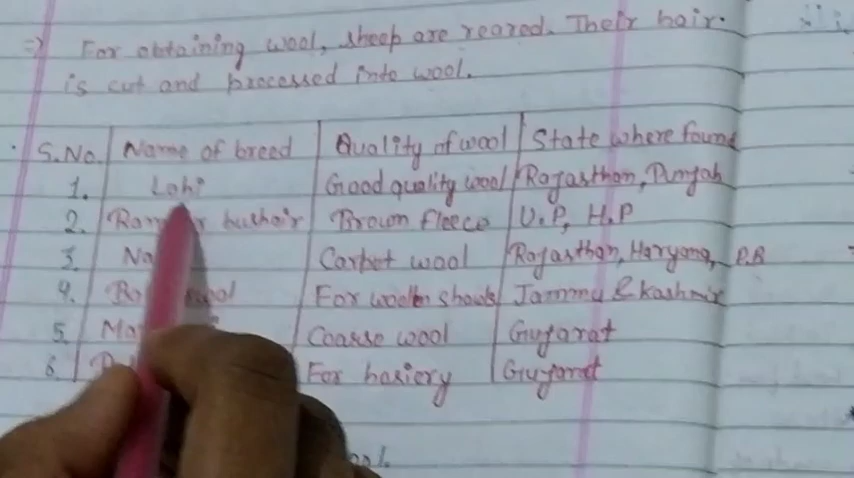 ⇒ For obtaining wool, sheep are reared. Their hair
is cut and processed into wool.
S.No. Name of breed Quality of wool State where found
1. Lohi Good quality wool Rajasthan, Punjab
2. bushair Brown fleece U.P, H.P
3. Carpet wool Rajasthan, Haryana, P.B
4. For woollen shawls Jammu & Kashmir
5. Coarse wool Gujarat
6. For hosiery Gujarat